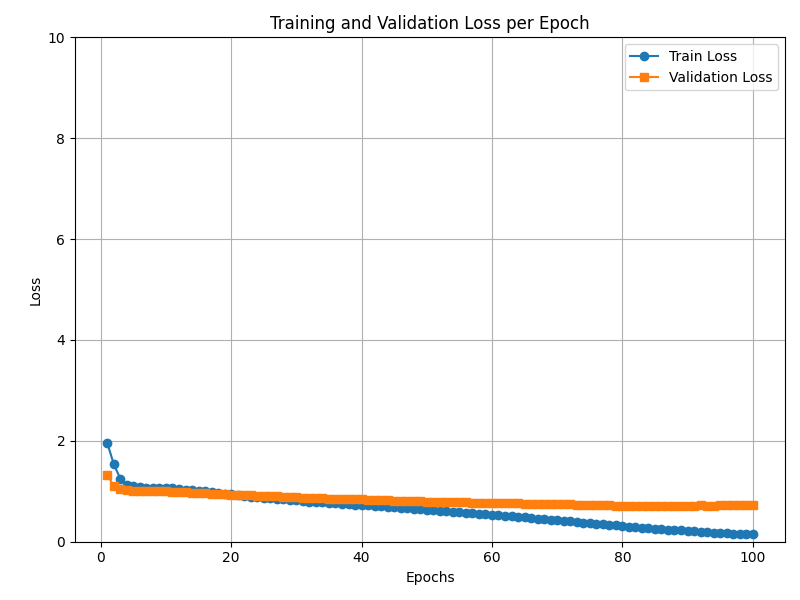 Training and Validation Loss per Epoch
10
8
6
4
2
0
Loss
Train Loss
Validation Loss
0 20 40 60 80 100
Epochs